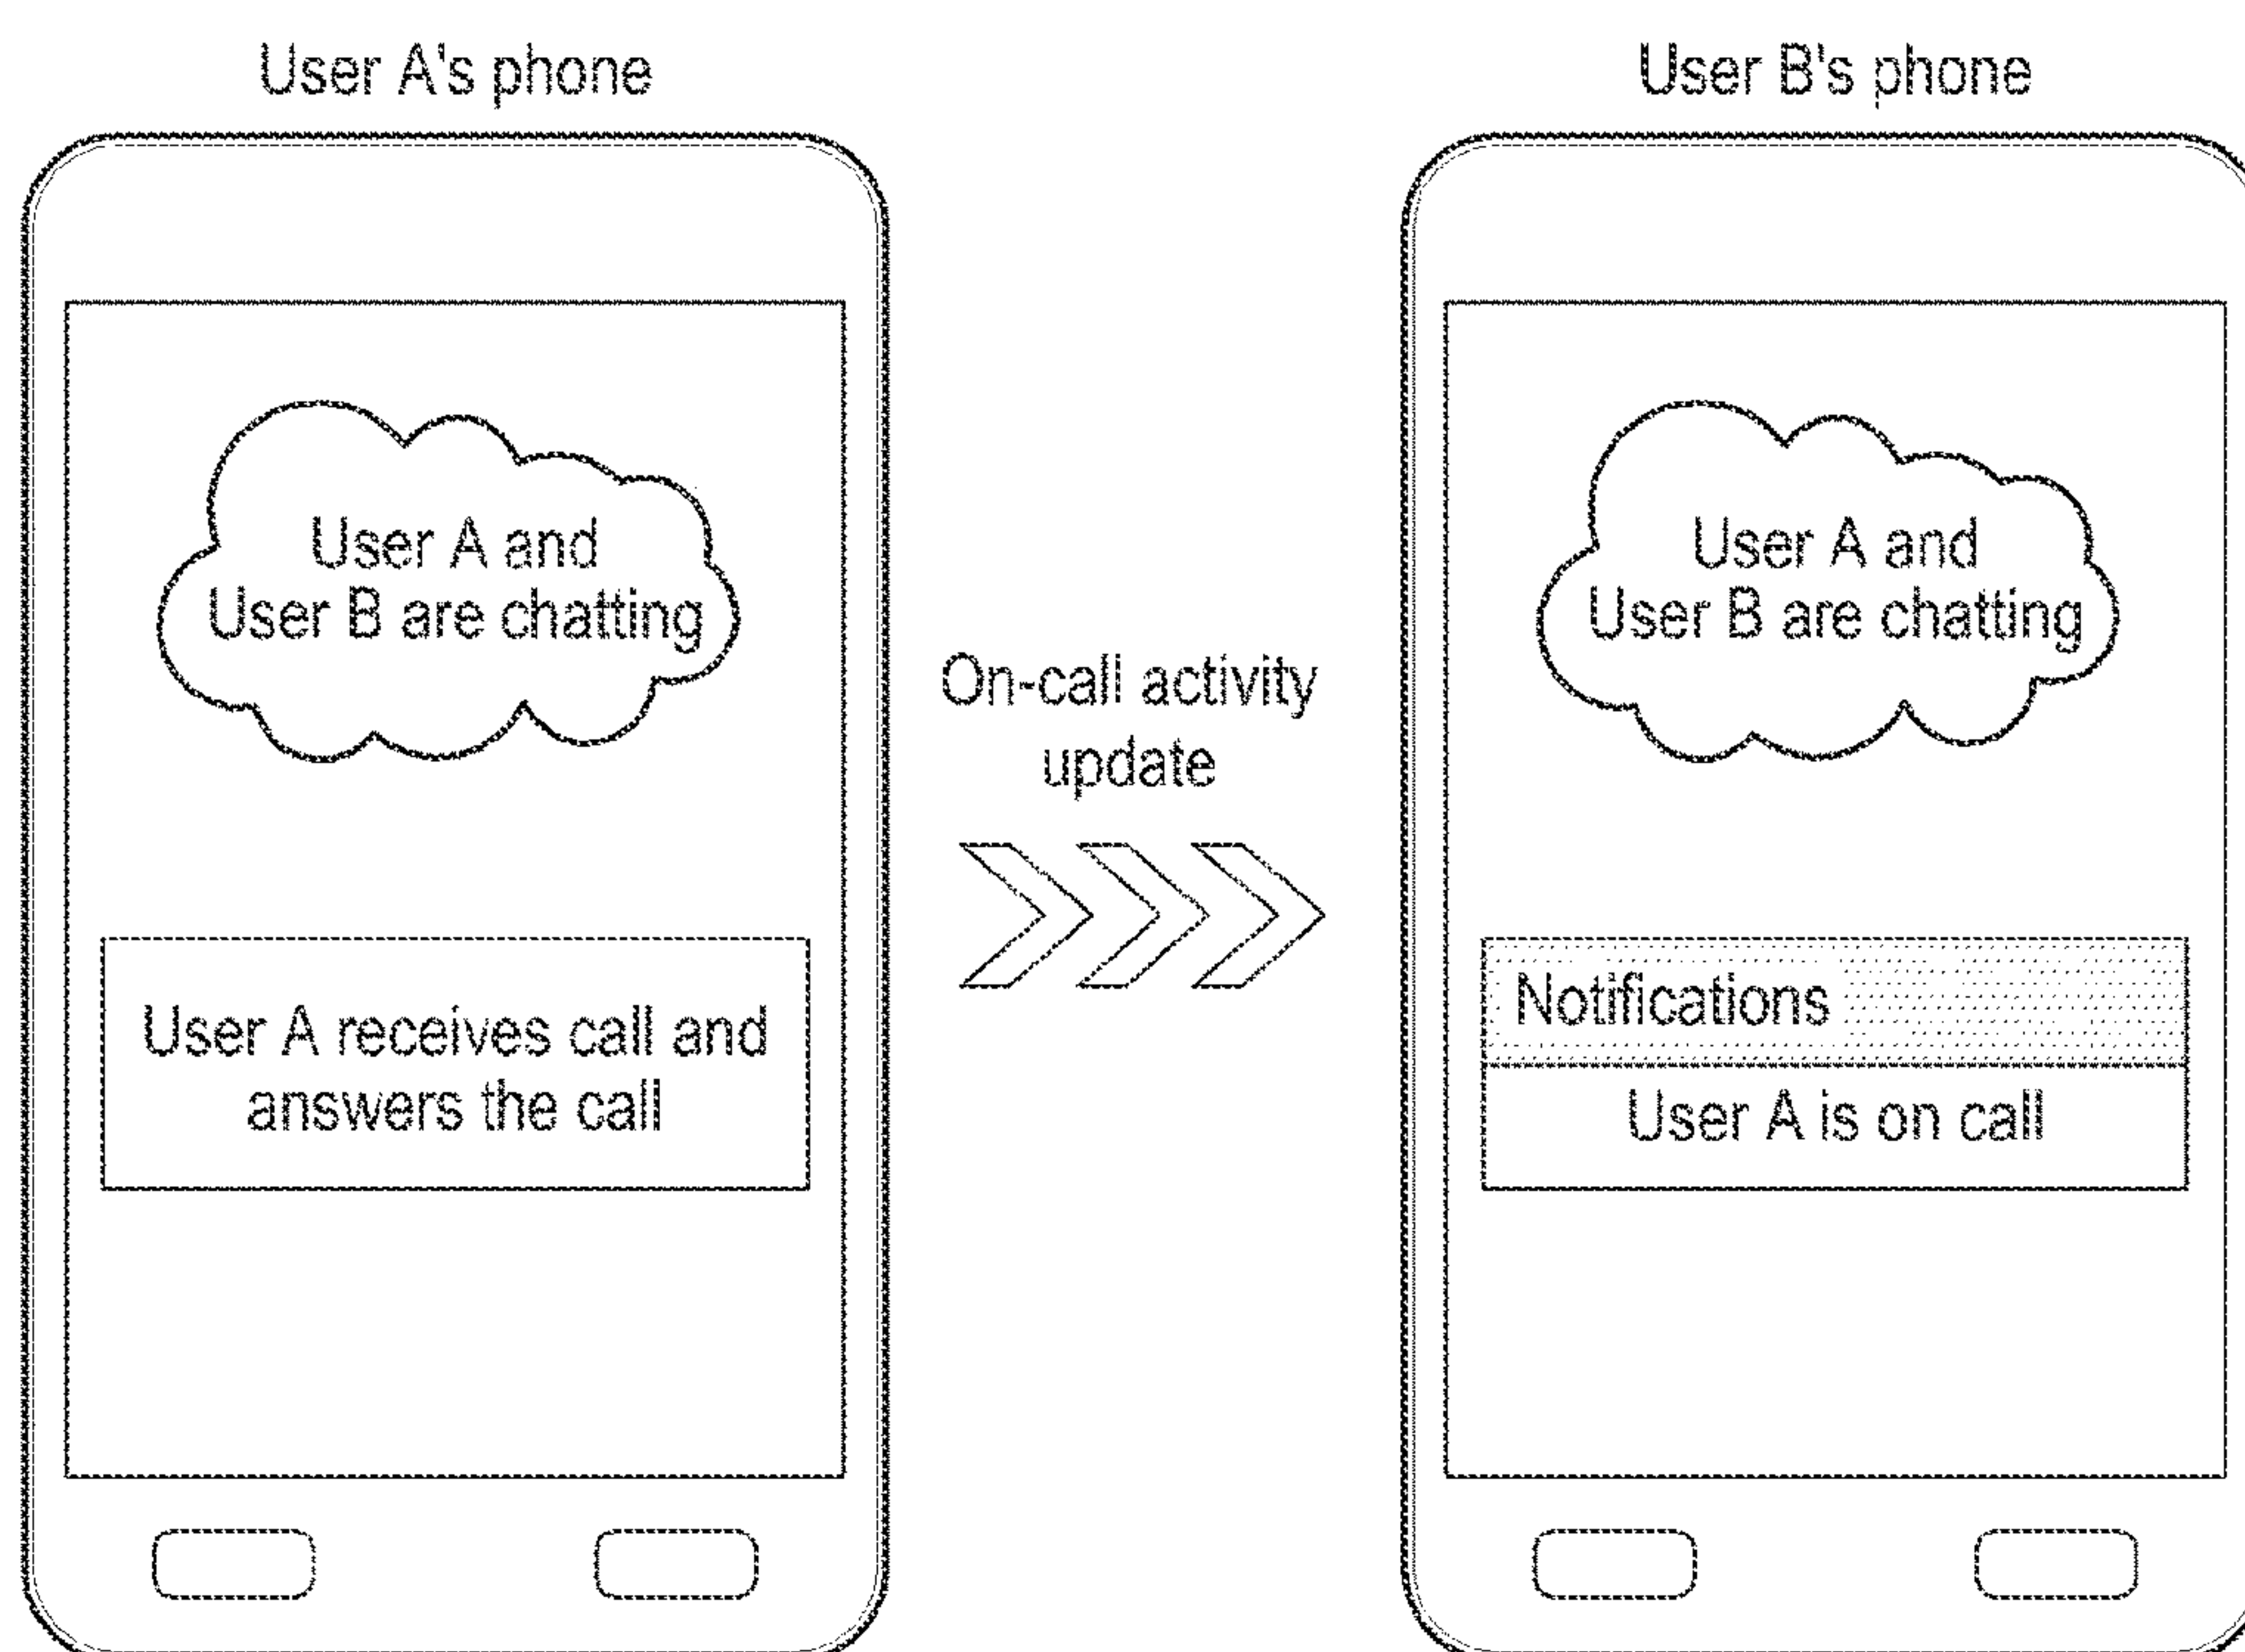 User A's phone
User A and
User B are chatting
User A receives call and
answers the call
On-call activity
update
User B's phone
User A and
User B are chatting
Notifications
User A is on call